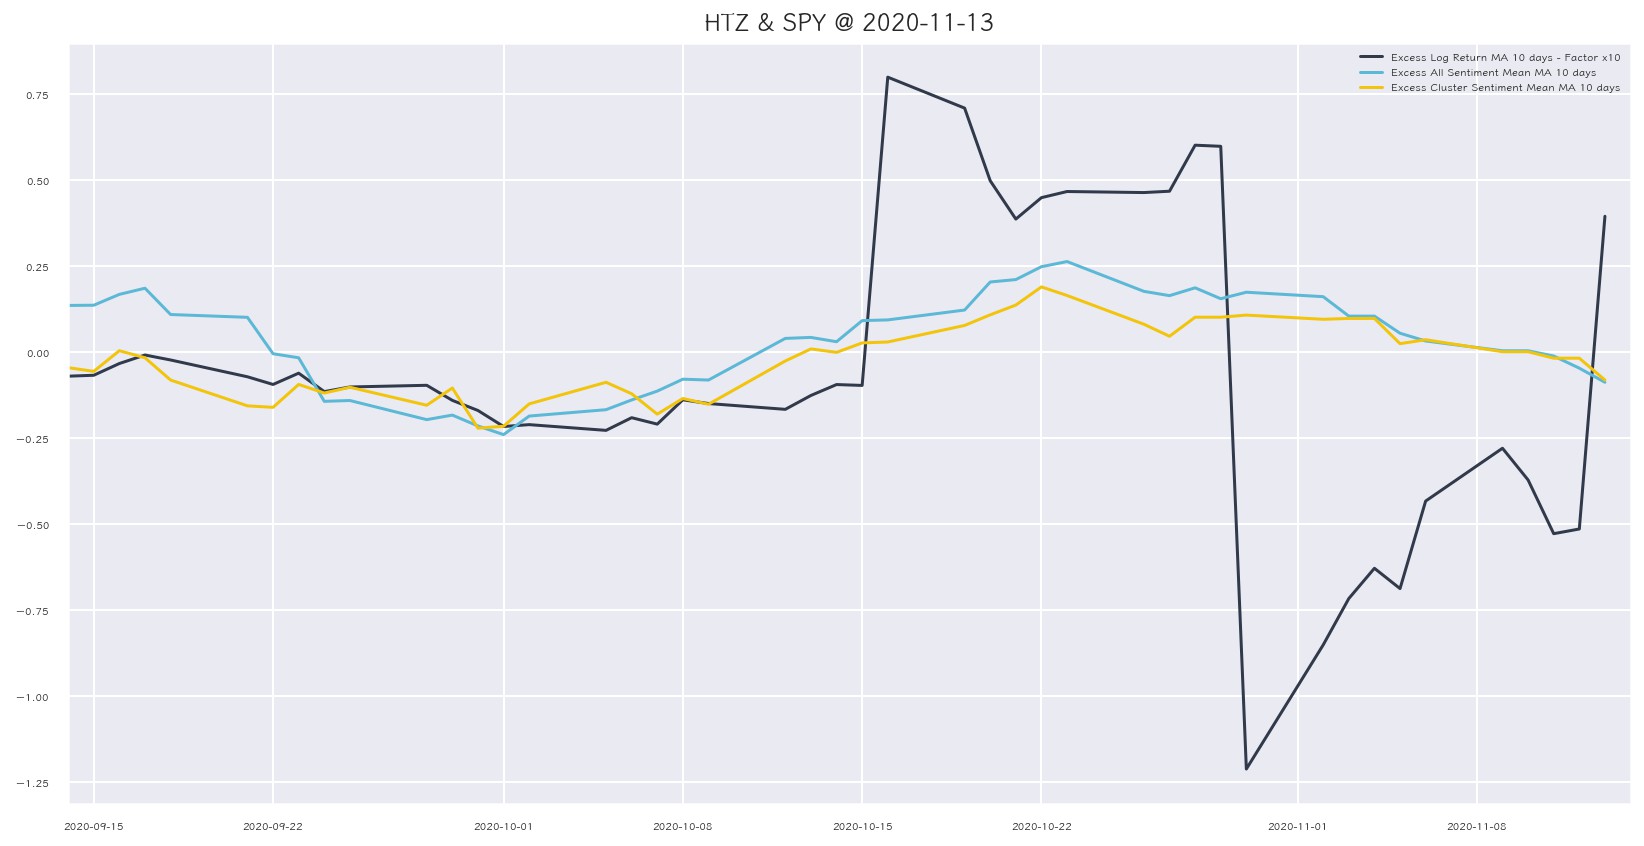 HTZ & SPY @ 2020-11-13
Excess Log Return MA 10 days - Factor x10
Excess All Sentiment Mean MA 10 days
Excess Cluster Sentiment Mean MA 10 days
0.75
0.50
0.25
0.00
−0.25
−0.50
−0.75
−1.00
−1.25
2020-09-15 2020-09-22 2020-10-01 2020-10-08 2020-10-15 2020-10-22 2020-11-01 2020-11-08